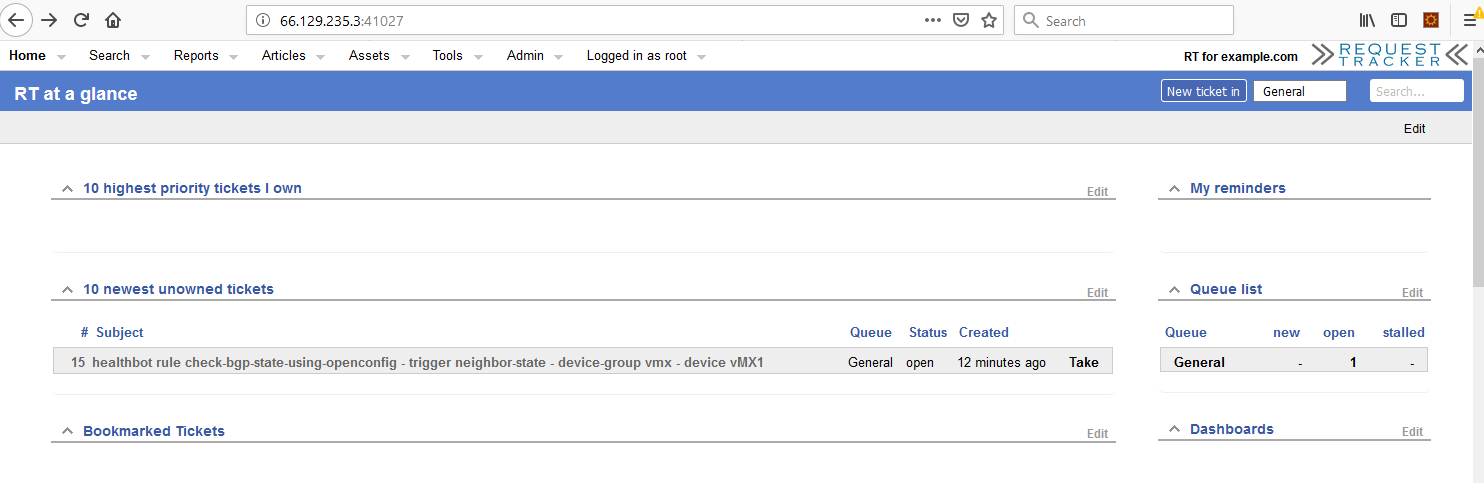 66.129.235.3:41027
Search
Home Search Reports Articles Assets Tools Admin Logged in as root RT for example.com REQUEST TRACKER
RT at a glance New ticket in General Search...
Edit
10 highest priority tickets I own Edit My reminders
10 newest unowned tickets Edit Queue list Edit
# Subject Queue Status Created Queue new open stalled
15 healthbot rule check-bgp-state-using-openconfig - trigger neighbor-state - device-group vmx - device vMX1 General open 12 minutes ago Take General - 1 -
Bookmarked Tickets Edit Dashboards Edit